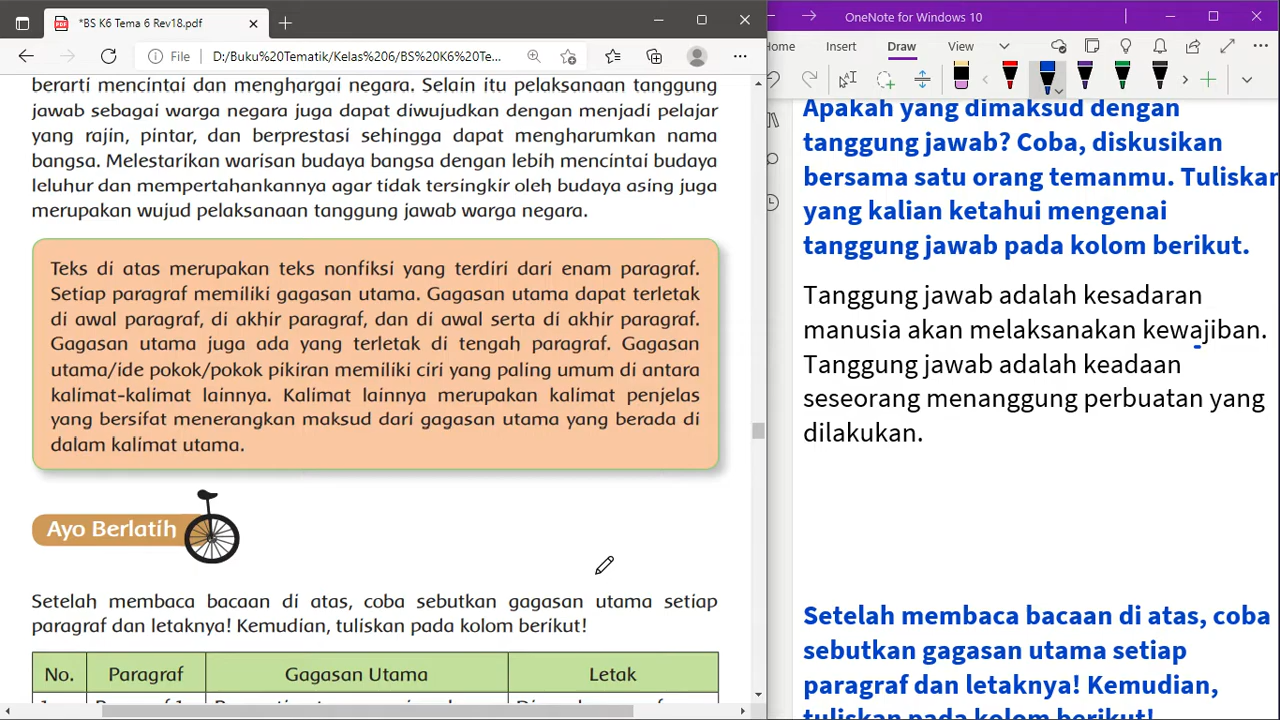 *BS K6 Tema 6 Rev18.pdf
File
D:/Buku%20Tematik/Kelas%206/BS%20K6%20Te...
berarti mencintai dan menghargai negara. Selain itu pelaksanaan tanggung
jawab sebagai warga negara juga dapat diwujudkan dengan menjadi pelajar
yang rajin, pintar, dan berprestasi sehingga dapat mengharumkan nama
bangsa. Melestarikan warisan budaya bangsa dengan lebih mencintai budaya
leluhur dan mempertahankannya agar tidak tersingkir oleh budaya asing juga
merupakan wujud pelaksanaan tanggung jawab warga negara.
Teks di atas merupakan teks nonfiksi yang terdiri dari enam paragraf.
Setiap paragraf memiliki gagasan utama. Gagasan utama dapat terletak
di awal paragraf, di akhir paragraf, dan di awal serta di akhir paragraf.
Gagasan utama juga ada yang terletak di tengah paragraf. Gagasan
utama/ide pokok/pokok pikiran memiliki ciri yang paling umum di antara
kalimat-kalimat lainnya. Kalimat lainnya merupakan kalimat penjelas
yang bersifat menerangkan maksud dari gagasan utama yang berada di
dalam kalimat utama.
Ayo Berlatih
Setelah membaca bacaan di atas, coba sebutkan gagasan utama setiap
paragraf dan letaknya! Kemudian, tuliskan pada kolom berikut!
No. Paragraf Gagasan Utama Letak
OneNote for Windows 10
Home Insert Draw View
Apakah yang dimaksud dengan
tanggung jawab? Coba, diskusikan
bersama satu orang temanmu. Tuliskan
yang kalian ketahui mengenai
tanggung jawab pada kolom berikut.
Tanggung jawab adalah kesadaran
manusia akan melaksanakan kewajiban.
Tanggung jawab adalah keadaan
seseorang menanggung perbuatan yang
dilakukan.
Setelah membaca bacaan di atas, coba
sebutkan gagasan utama setiap
paragraf dan letaknya! Kemudian,
tuliskan pada kolom berikut!